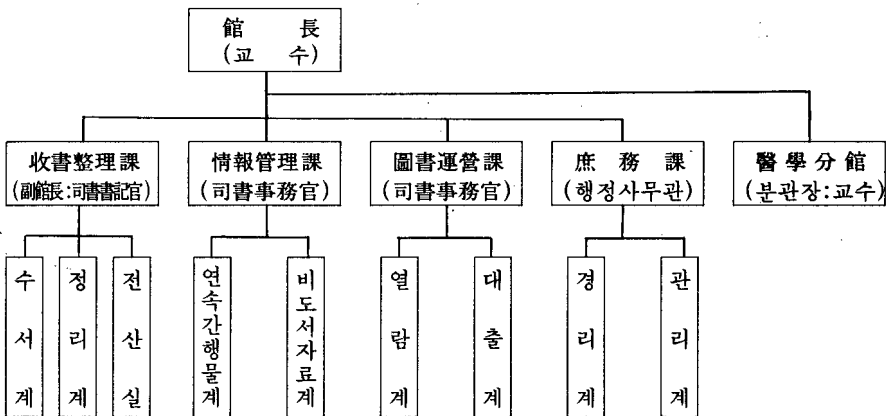 館 長
(교 수)
收書整理課
(副館長:司書書記官)
情報管理課
(司書事務官)
圖書運營課
(司書事務官)
庶務課
(행정사무관)
醫學分館
(분관장:교수)
수서계
정리계
전산실
연속간행물계
비도서자료계
열람계
대출계
경리계
관리계